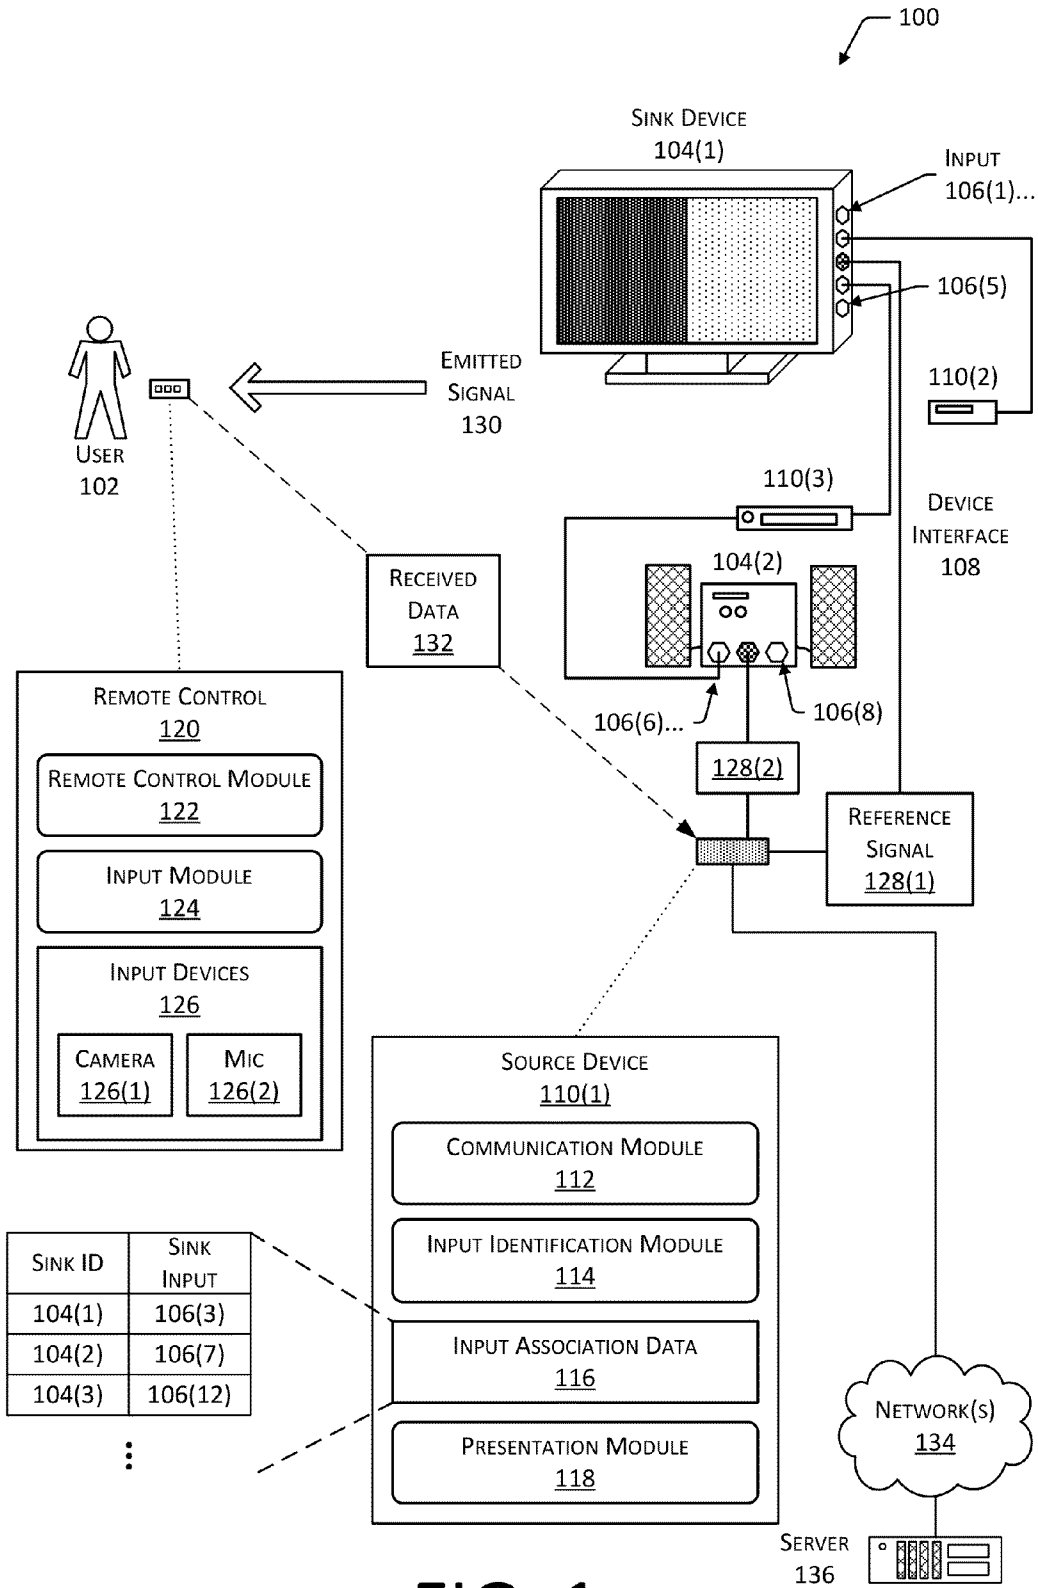 100
SINK DEVICE
104(1)
INPUT
106(1)...
106(5)
EMITTED
SIGNAL
130
110(2)
USER
102
110(3)
DEVICE
INTERFACE
108
104(2)
RECEIVED
DATA
132
106(6)...
106(8)
REMOTE CONTROL
120
REMOTE CONTROL MODULE
122
INPUT MODULE
124
INPUT DEVICES
126
CAMERA
126(1)
MIC
126(2)
128(2)
REFERENCE
SIGNAL
128(1)
SOURCE DEVICE
110(1)
COMMUNICATION MODULE
112
INPUT IDENTIFICATION MODULE
114
INPUT ASSOCIATION DATA
116
PRESENTATION MODULE
118
SINK ID
SINK
INPUT
104(1) 106(3)
104(2) 106(7)
104(3) 106(12)
⋮
NETWORK(S)
134
SERVER
136
FIG. 1